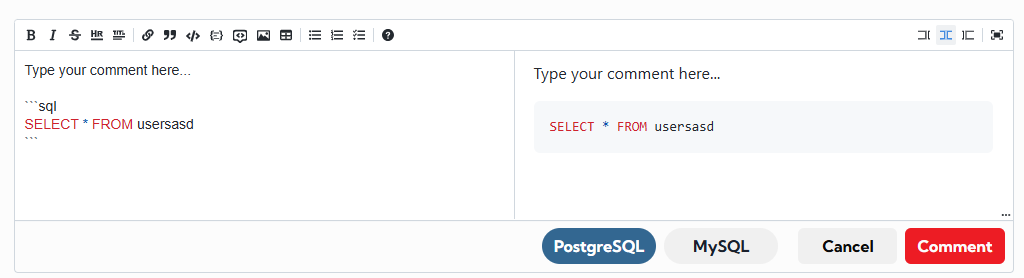 B I S HR TITL
Type your comment here...
```sql
SELECT * FROM usersasd
```
Type your comment here...
SELECT * FROM usersasd
PostgreSQL MySQL Cancel Comment